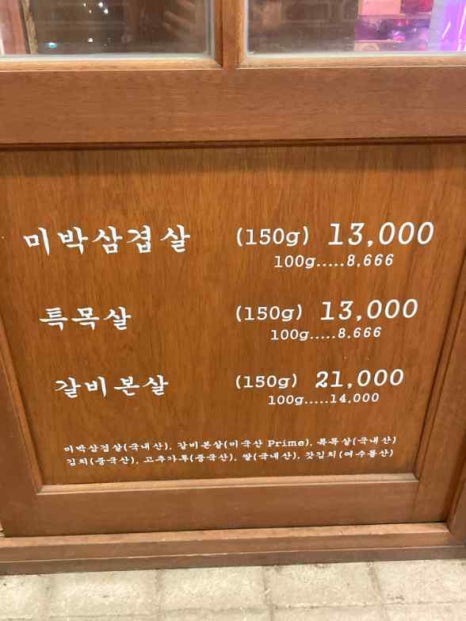 미박삼겹살 (150g) 13,000
100g.....8,666
특목살 (150g) 13,000
100g.....8,666
갈비본살 (150g) 21,000
100g.....14,000
미박삼겹살(국내산), 갈비본살(미국산 Prime), 특목살(국내산)
김치(중국산), 고추가루(중국산), 쌀(국내산), 갓김치(여수돌산)